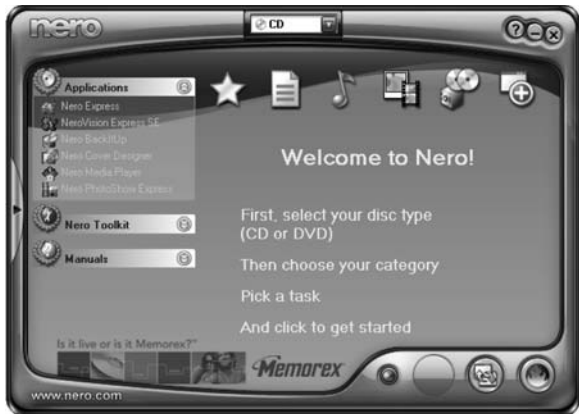 nero
CD
Applications
Nero Express
NeroVision Express SE
Nero BackItUp
Nero Cover Designer
Nero Media Player
Nero PhotoShow Express
Nero Toolkit
Manuals
Welcome to Nero!
First, select your disc type
(CD or DVD)
Then choose your category
Pick a task
And click to get started
Is it live or is it Memorex?™
Memorex
www.nero.com